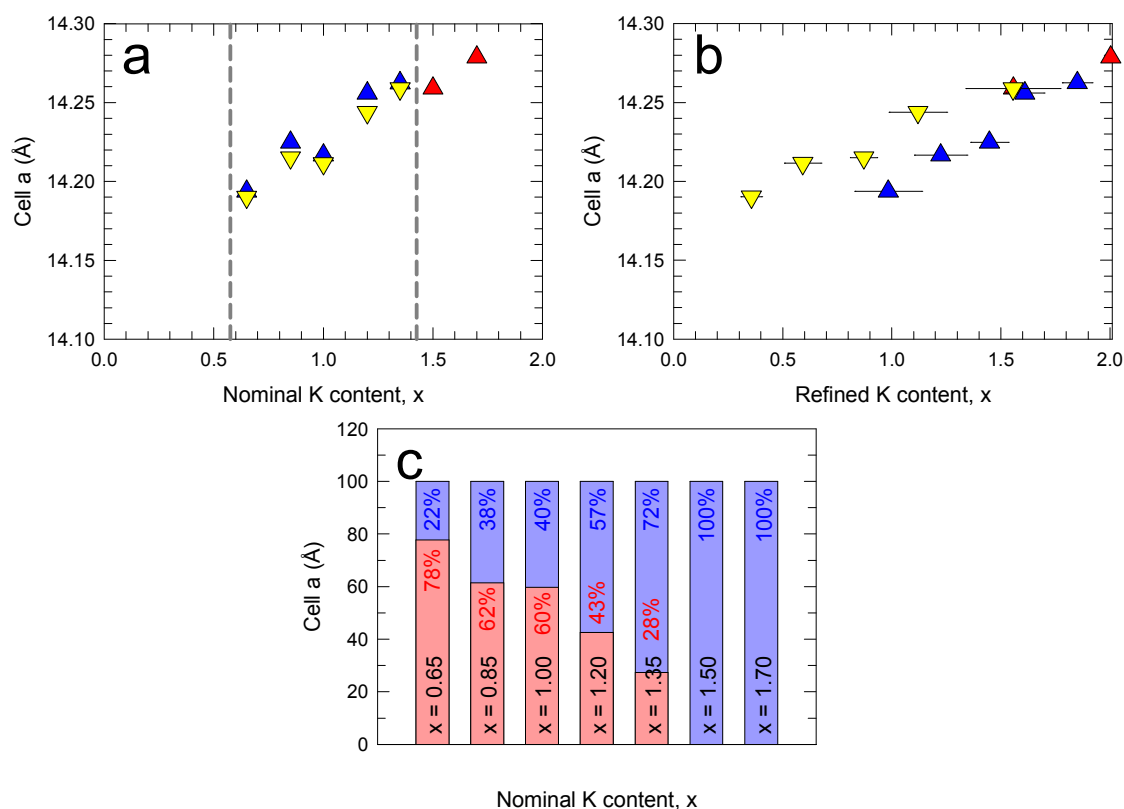 a
14.30
14.25
14.20
14.15
14.10
Cell a (Å)
0.0 0.5 1.0 1.5 2.0
Nominal K content, x
b
14.30
14.25
14.20
14.15
14.10
Cell a (Å)
0.0 0.5 1.0 1.5 2.0
Refined K content, x
c
120
100
80
60
40
20
0
Cell a (Å)
22% 38% 40% 57% 72% 100% 100%
78% 62% 60% 43% 28%
x = 0.65 x = 0.85 x = 1.00 x = 1.20 x = 1.35 x = 1.50 x = 1.70
Nominal K content, x